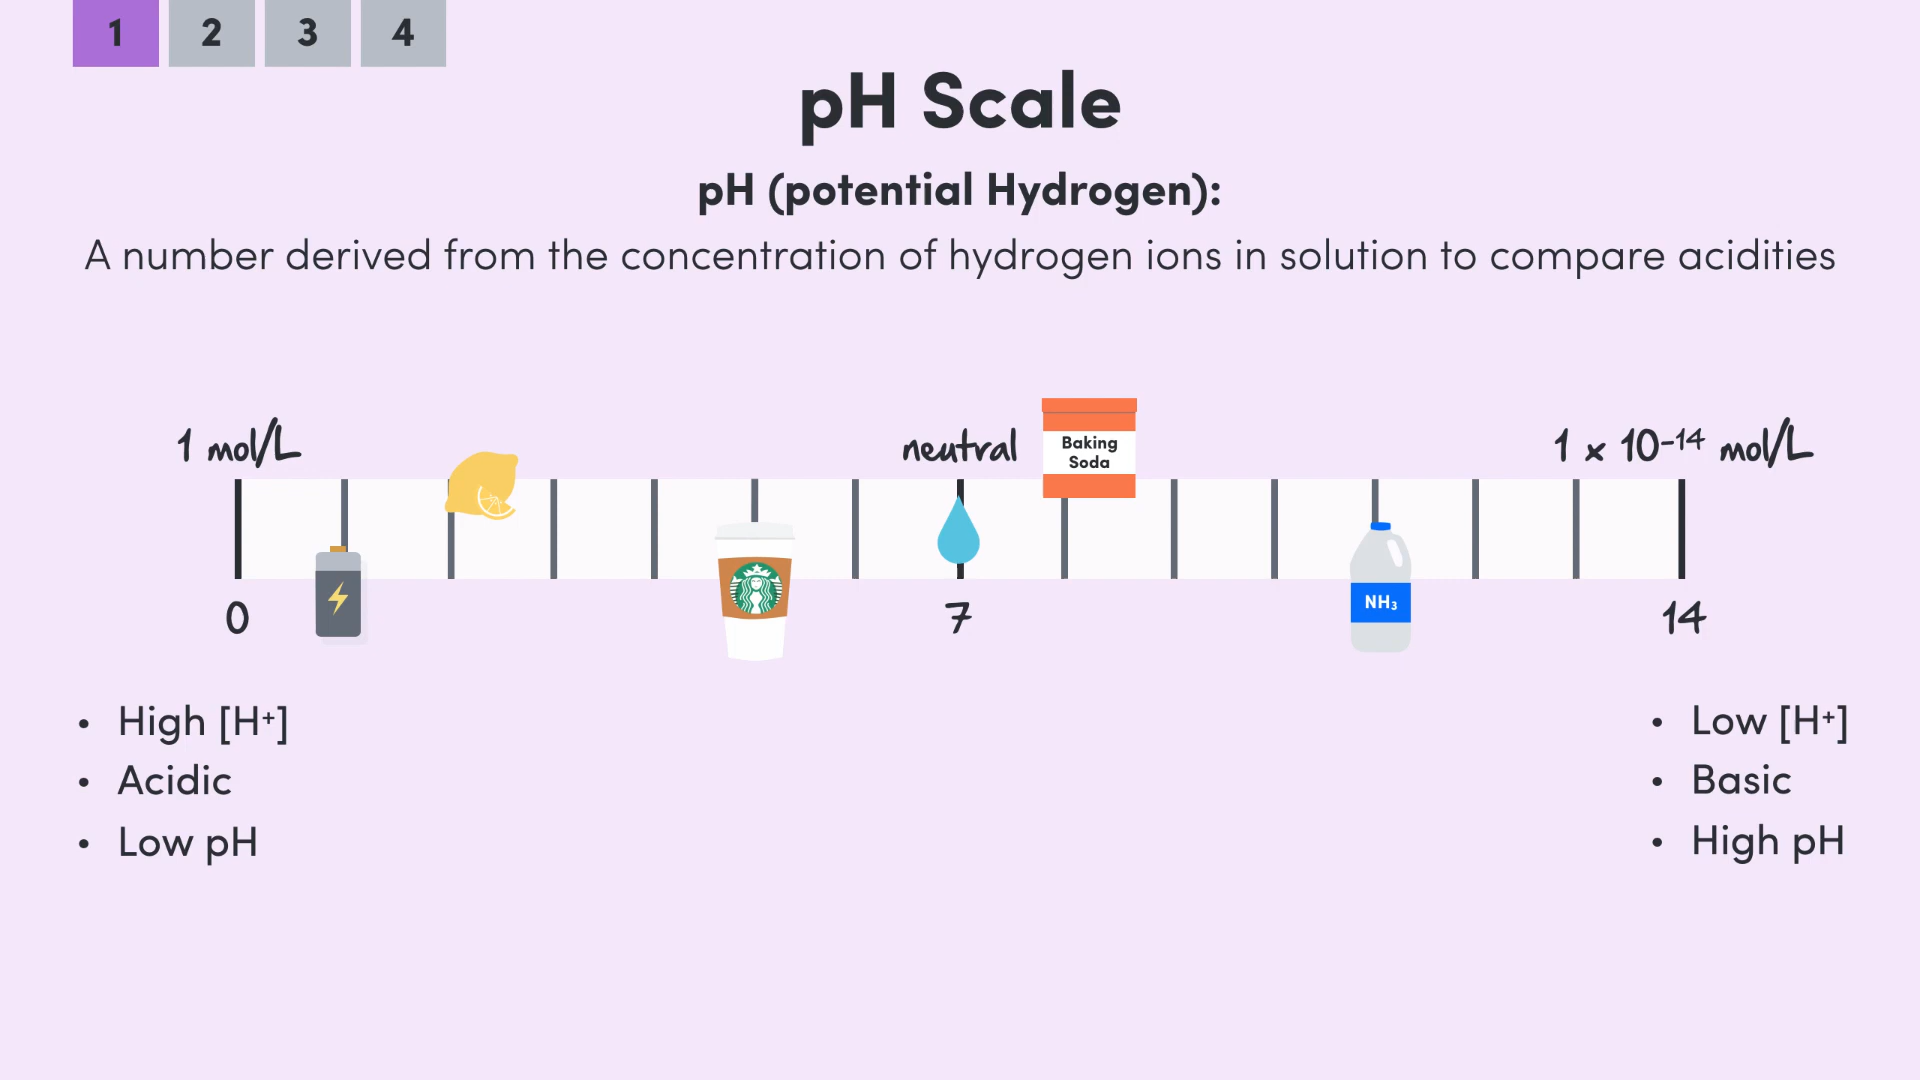 1 2 3 4
pH Scale
pH (potential Hydrogen):
A number derived from the concentration of hydrogen ions in solution to compare acidities
1 mol/L
neutral
Baking
Soda
1 x 10⁻¹⁴ mol/L
NH₃
0
7
14
• High [H⁺]
• Acidic
• Low pH
• Low [H⁺]
• Basic
• High pH